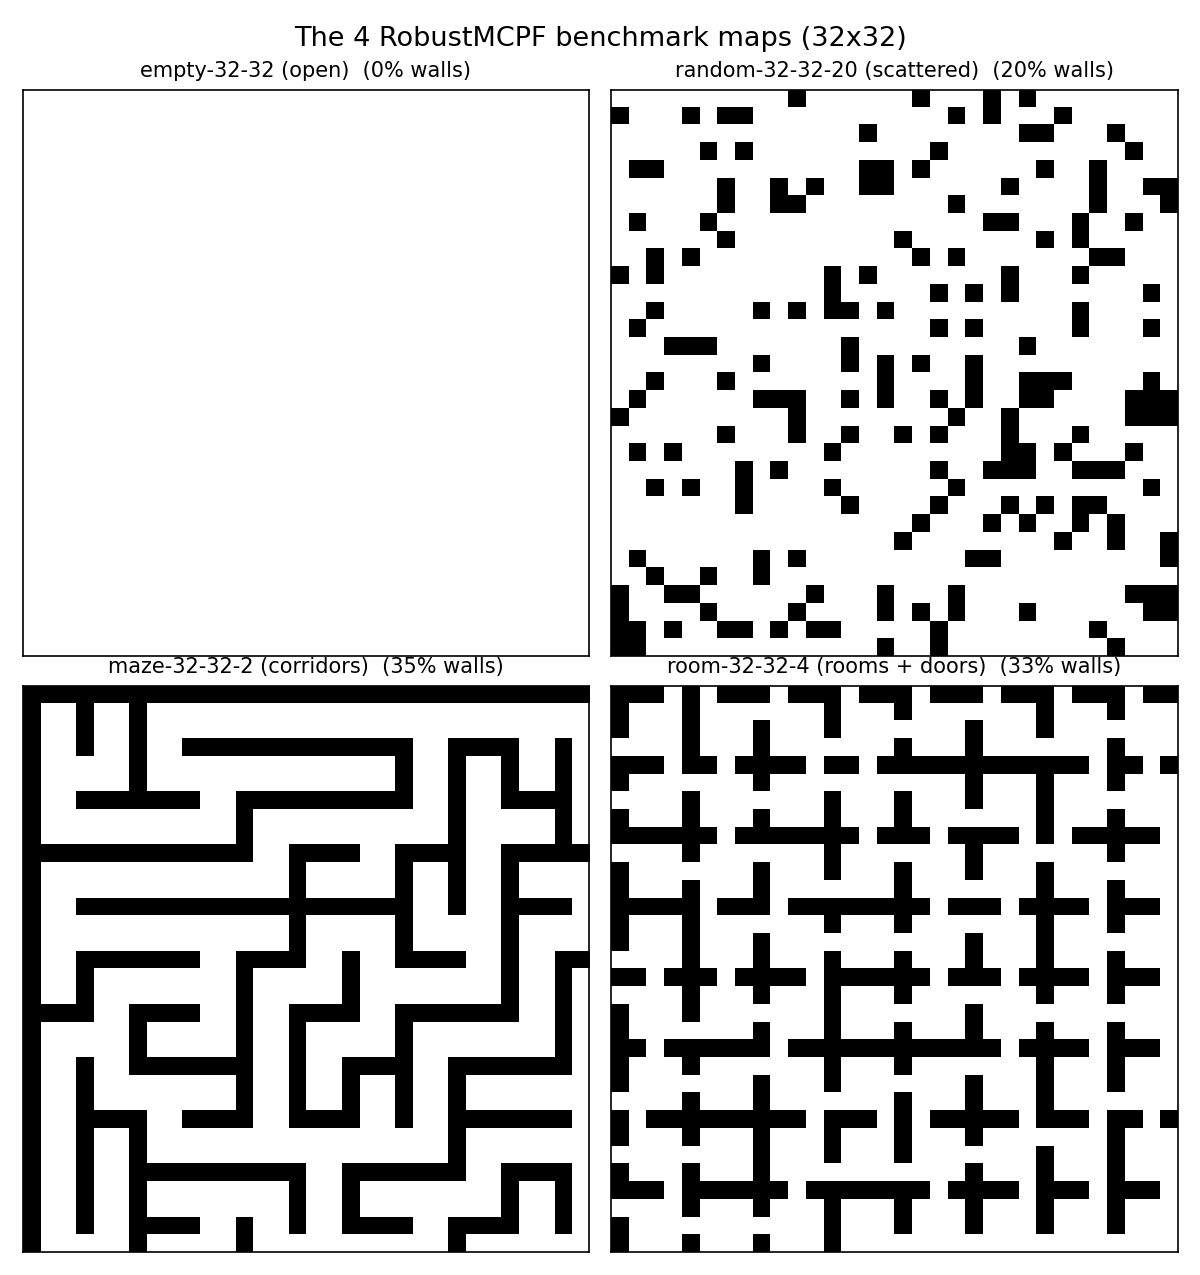 The 4 RobustMCPF benchmark maps (32x32)
empty-32-32 (open)  (0% walls)
random-32-32-20 (scattered)  (20% walls)
maze-32-32-2 (corridors)  (35% walls)
room-32-32-4 (rooms + doors)  (33% walls)